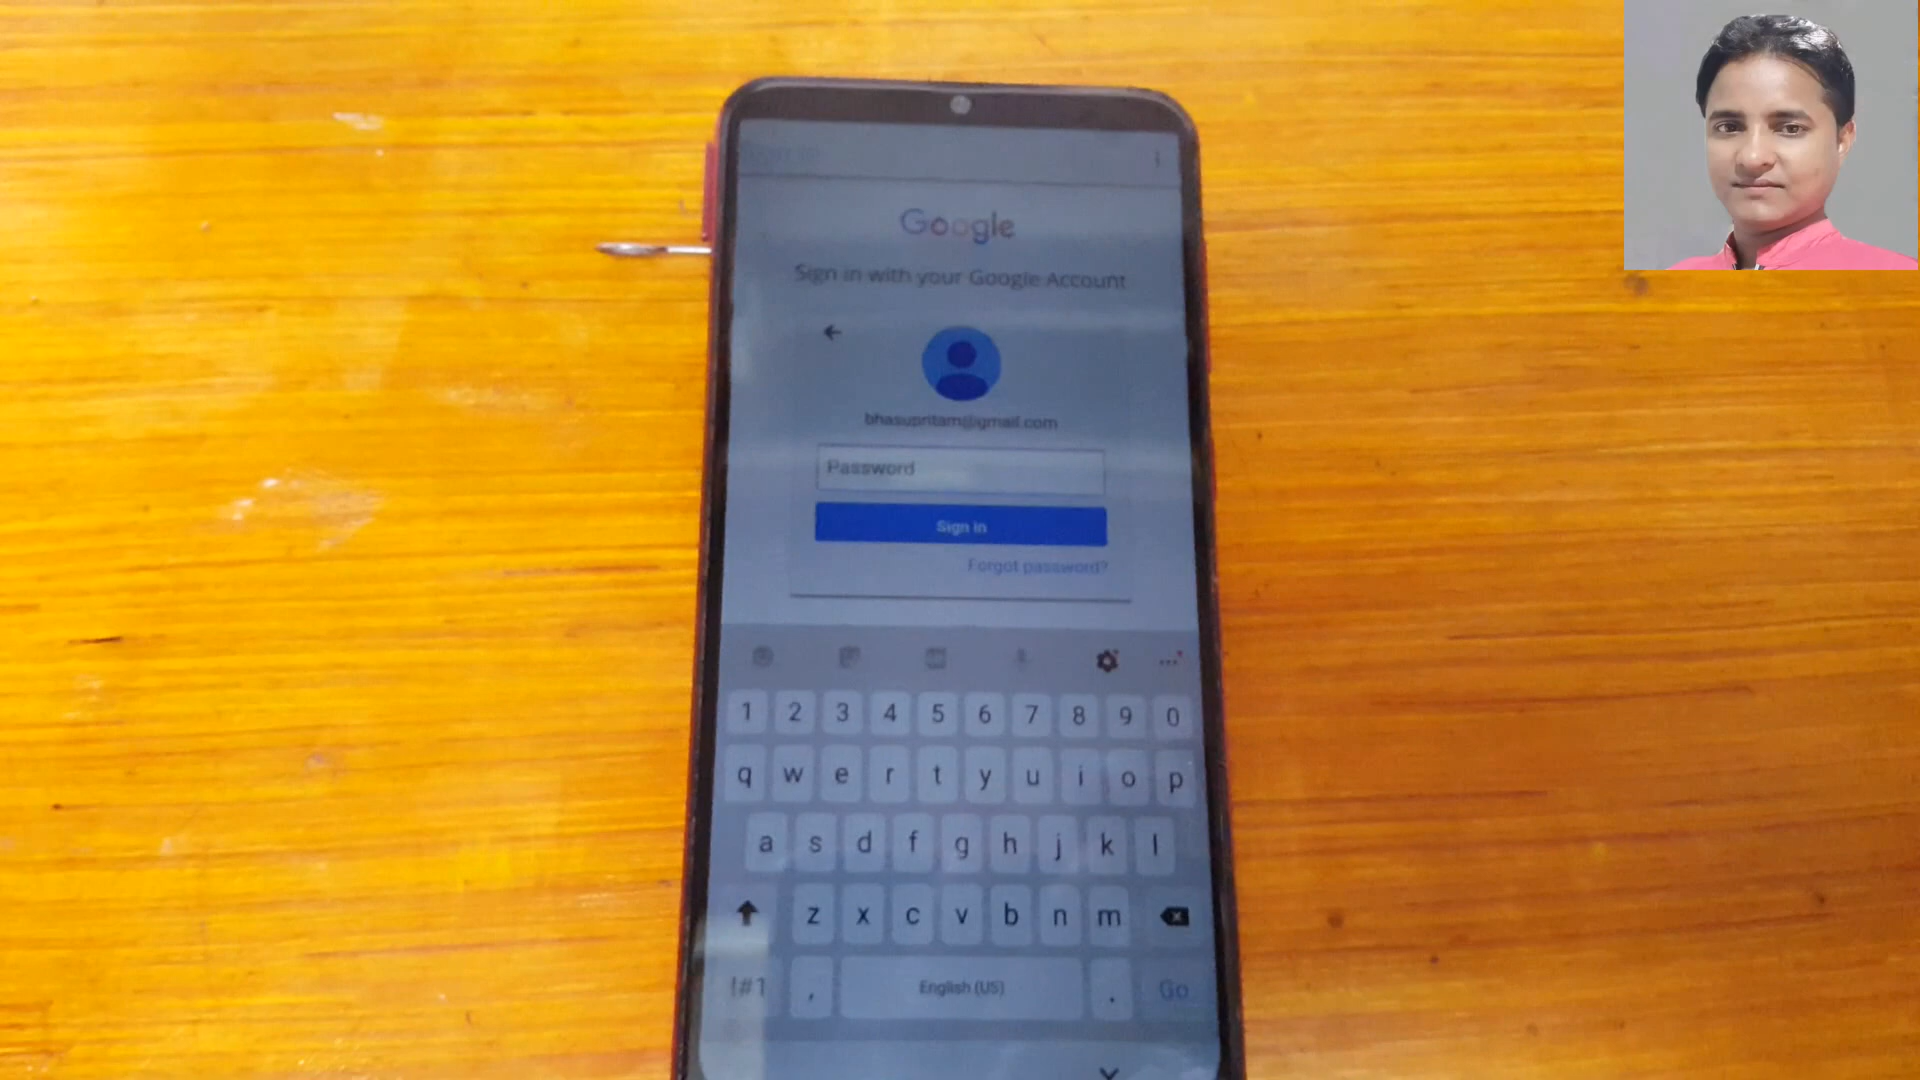 Google
Sign in with your Google Account
bhasupritam@gmail.com
Password
Sign in
Forgot password?
1 2 3 4 5 6 7 8 9 0
q w e r t y u i o p
a s d f g h j k l
z x c v b n m
!#1 , English (US) . Go